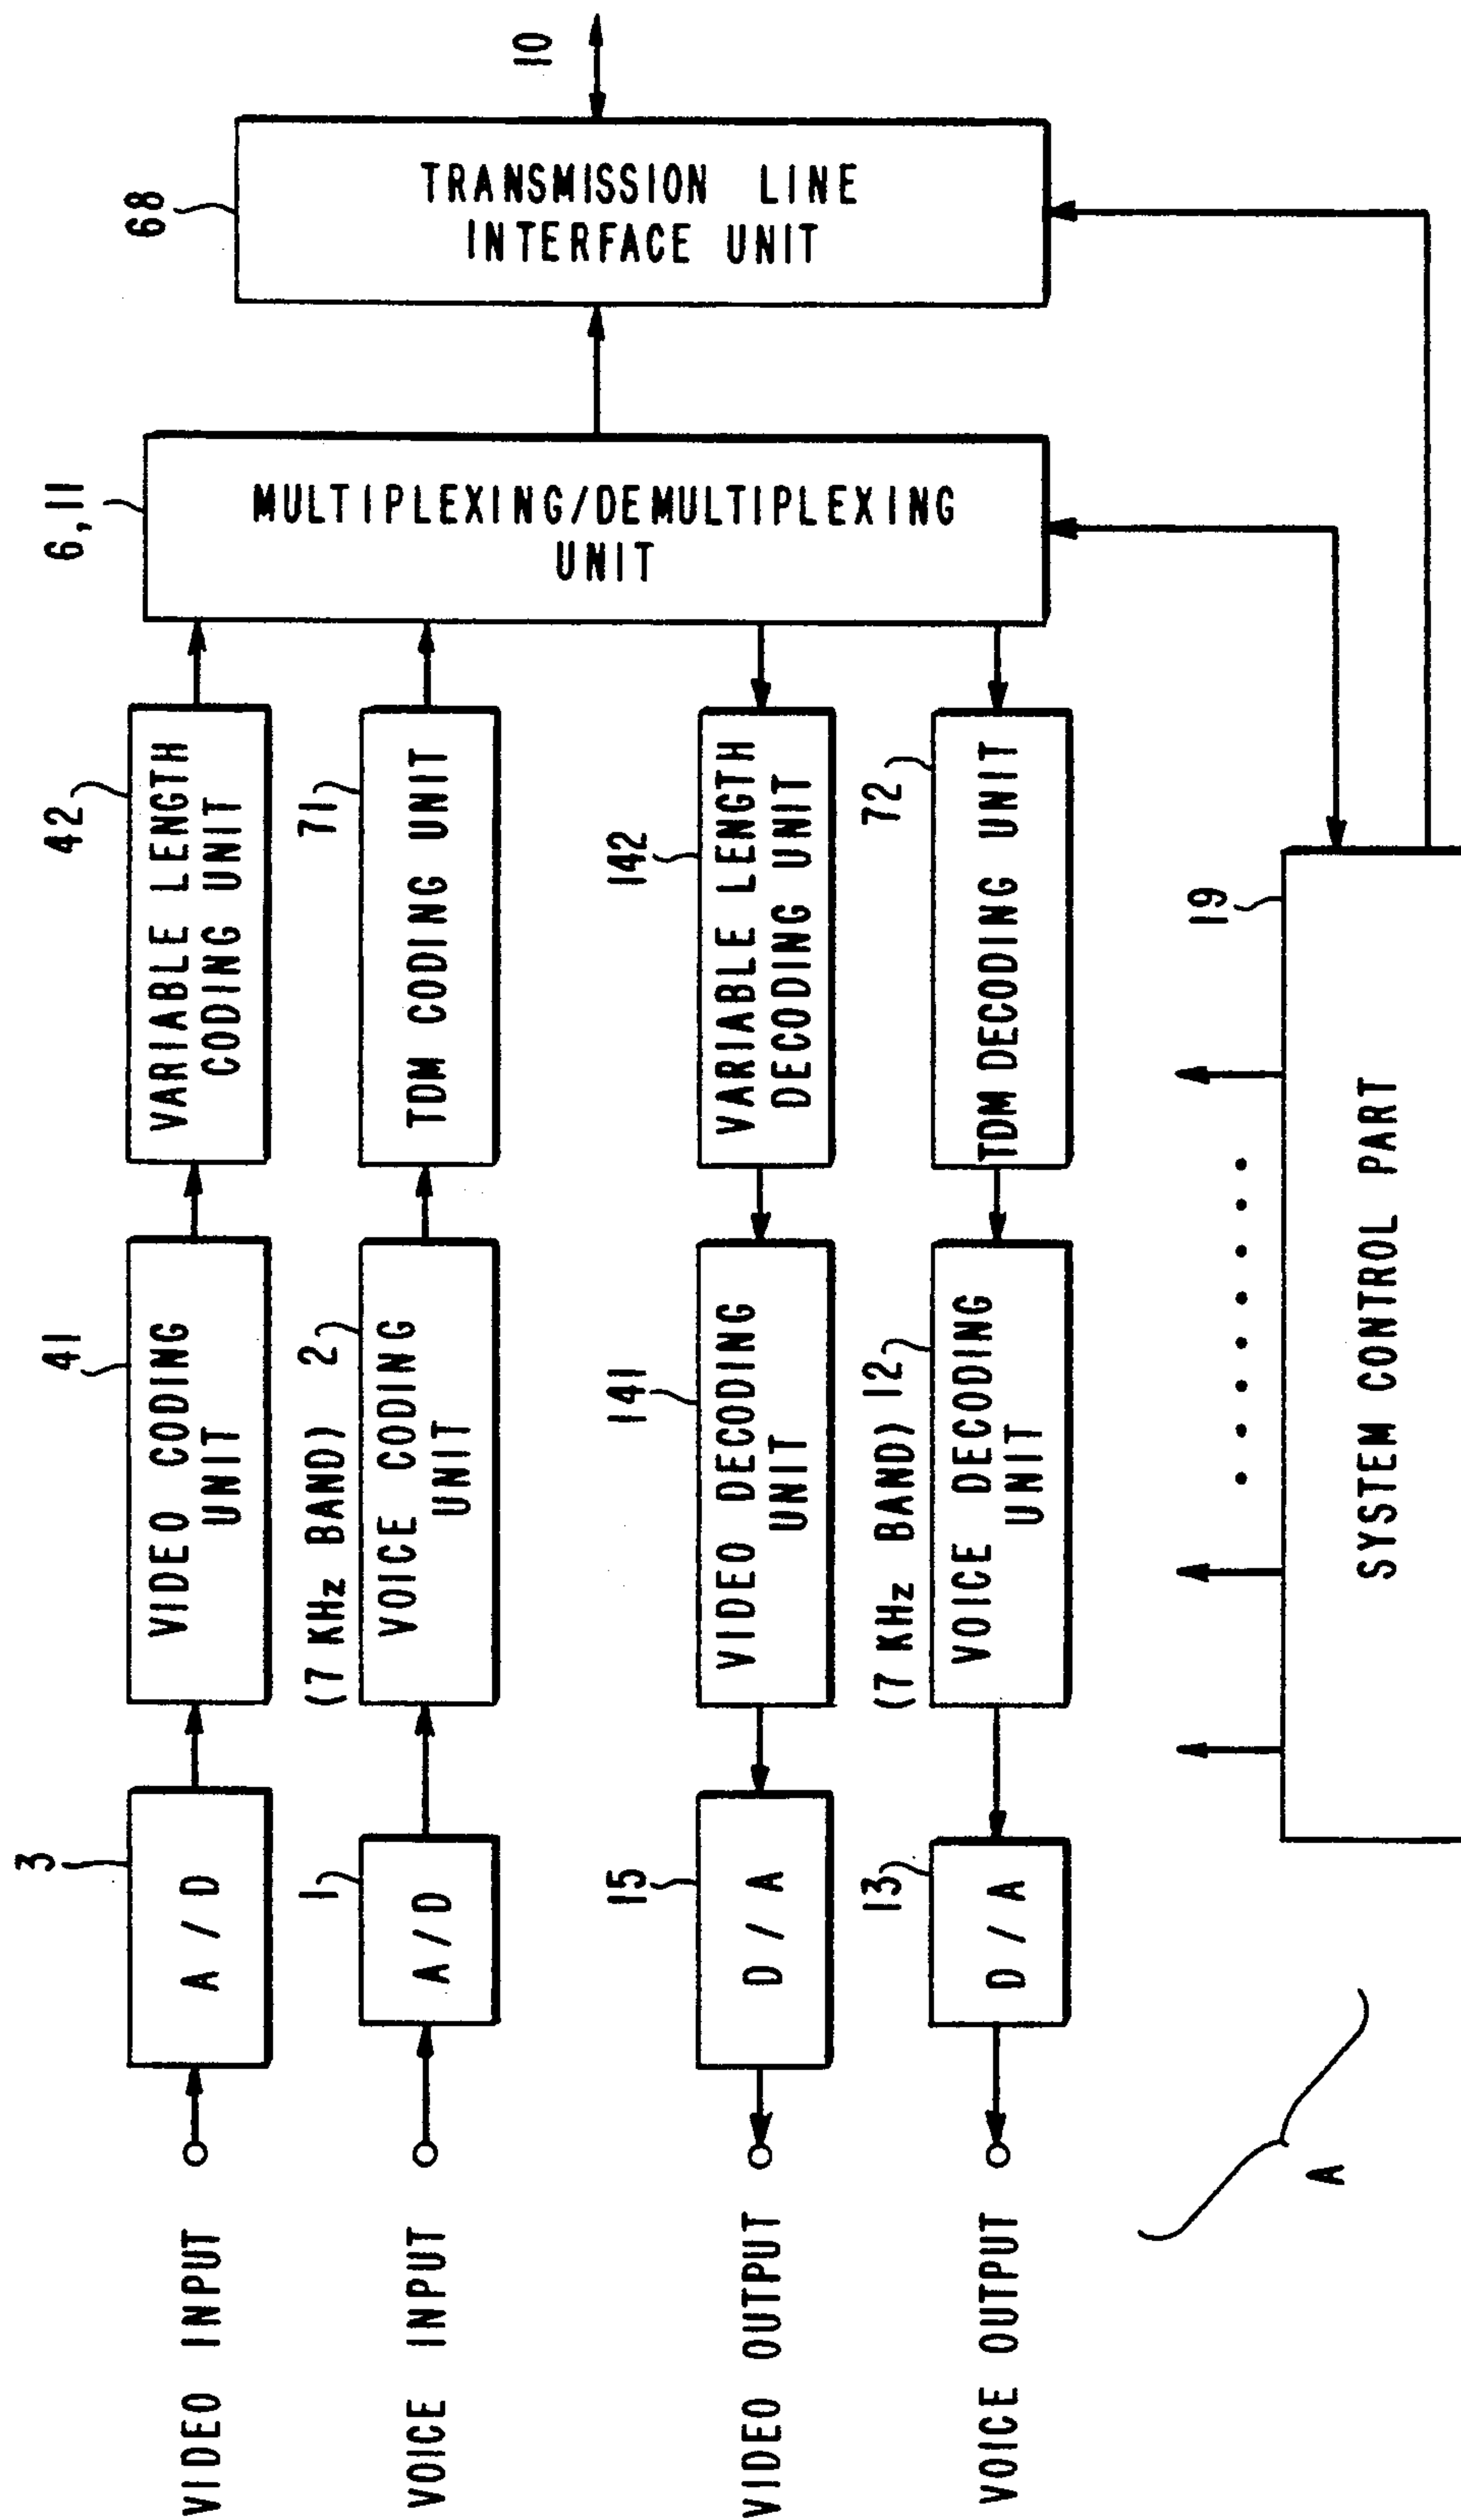 VIDEO INPUT
3
A/D
41
VIDEO CODING
UNIT
42
VARIABLE LENGTH
CODING UNIT
6,11
MULTIPLEXING/DEMULTIPLEXING
UNIT
68
TRANSMISSION LINE
INTERFACE UNIT
10
VOICE INPUT
1
A/D
(7 KHz BAND)
2
VOICE CODING
UNIT
71
TDM CODING UNIT
VIDEO OUTPUT
15
D/A
141
VIDEO DECODING
UNIT
142
VARIABLE LENGTH
DECODING UNIT
VOICE OUTPUT
13
D/A
(7 KHz BAND)
12
VOICE DECODING
UNIT
72
TDM DECODING UNIT
A
19
SYSTEM CONTROL PART